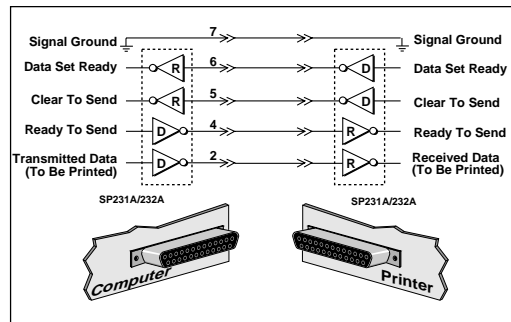 Signal Ground 7 Signal Ground
Data Set Ready R 6 D Data Set Ready
Clear To Send R 5 D Clear To Send
Ready To Send D 4 R Ready To Send
Transmitted Data D 2 R Received Data
(To Be Printed) (To Be Printed)
SP231A/232A SP231A/232A
Computer Printer